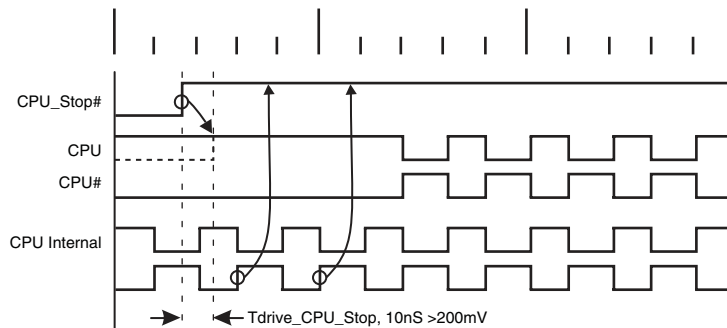 CPU_Stop#
CPU
CPU#
CPU Internal
Tdrive_CPU_Stop, 10nS >200mV